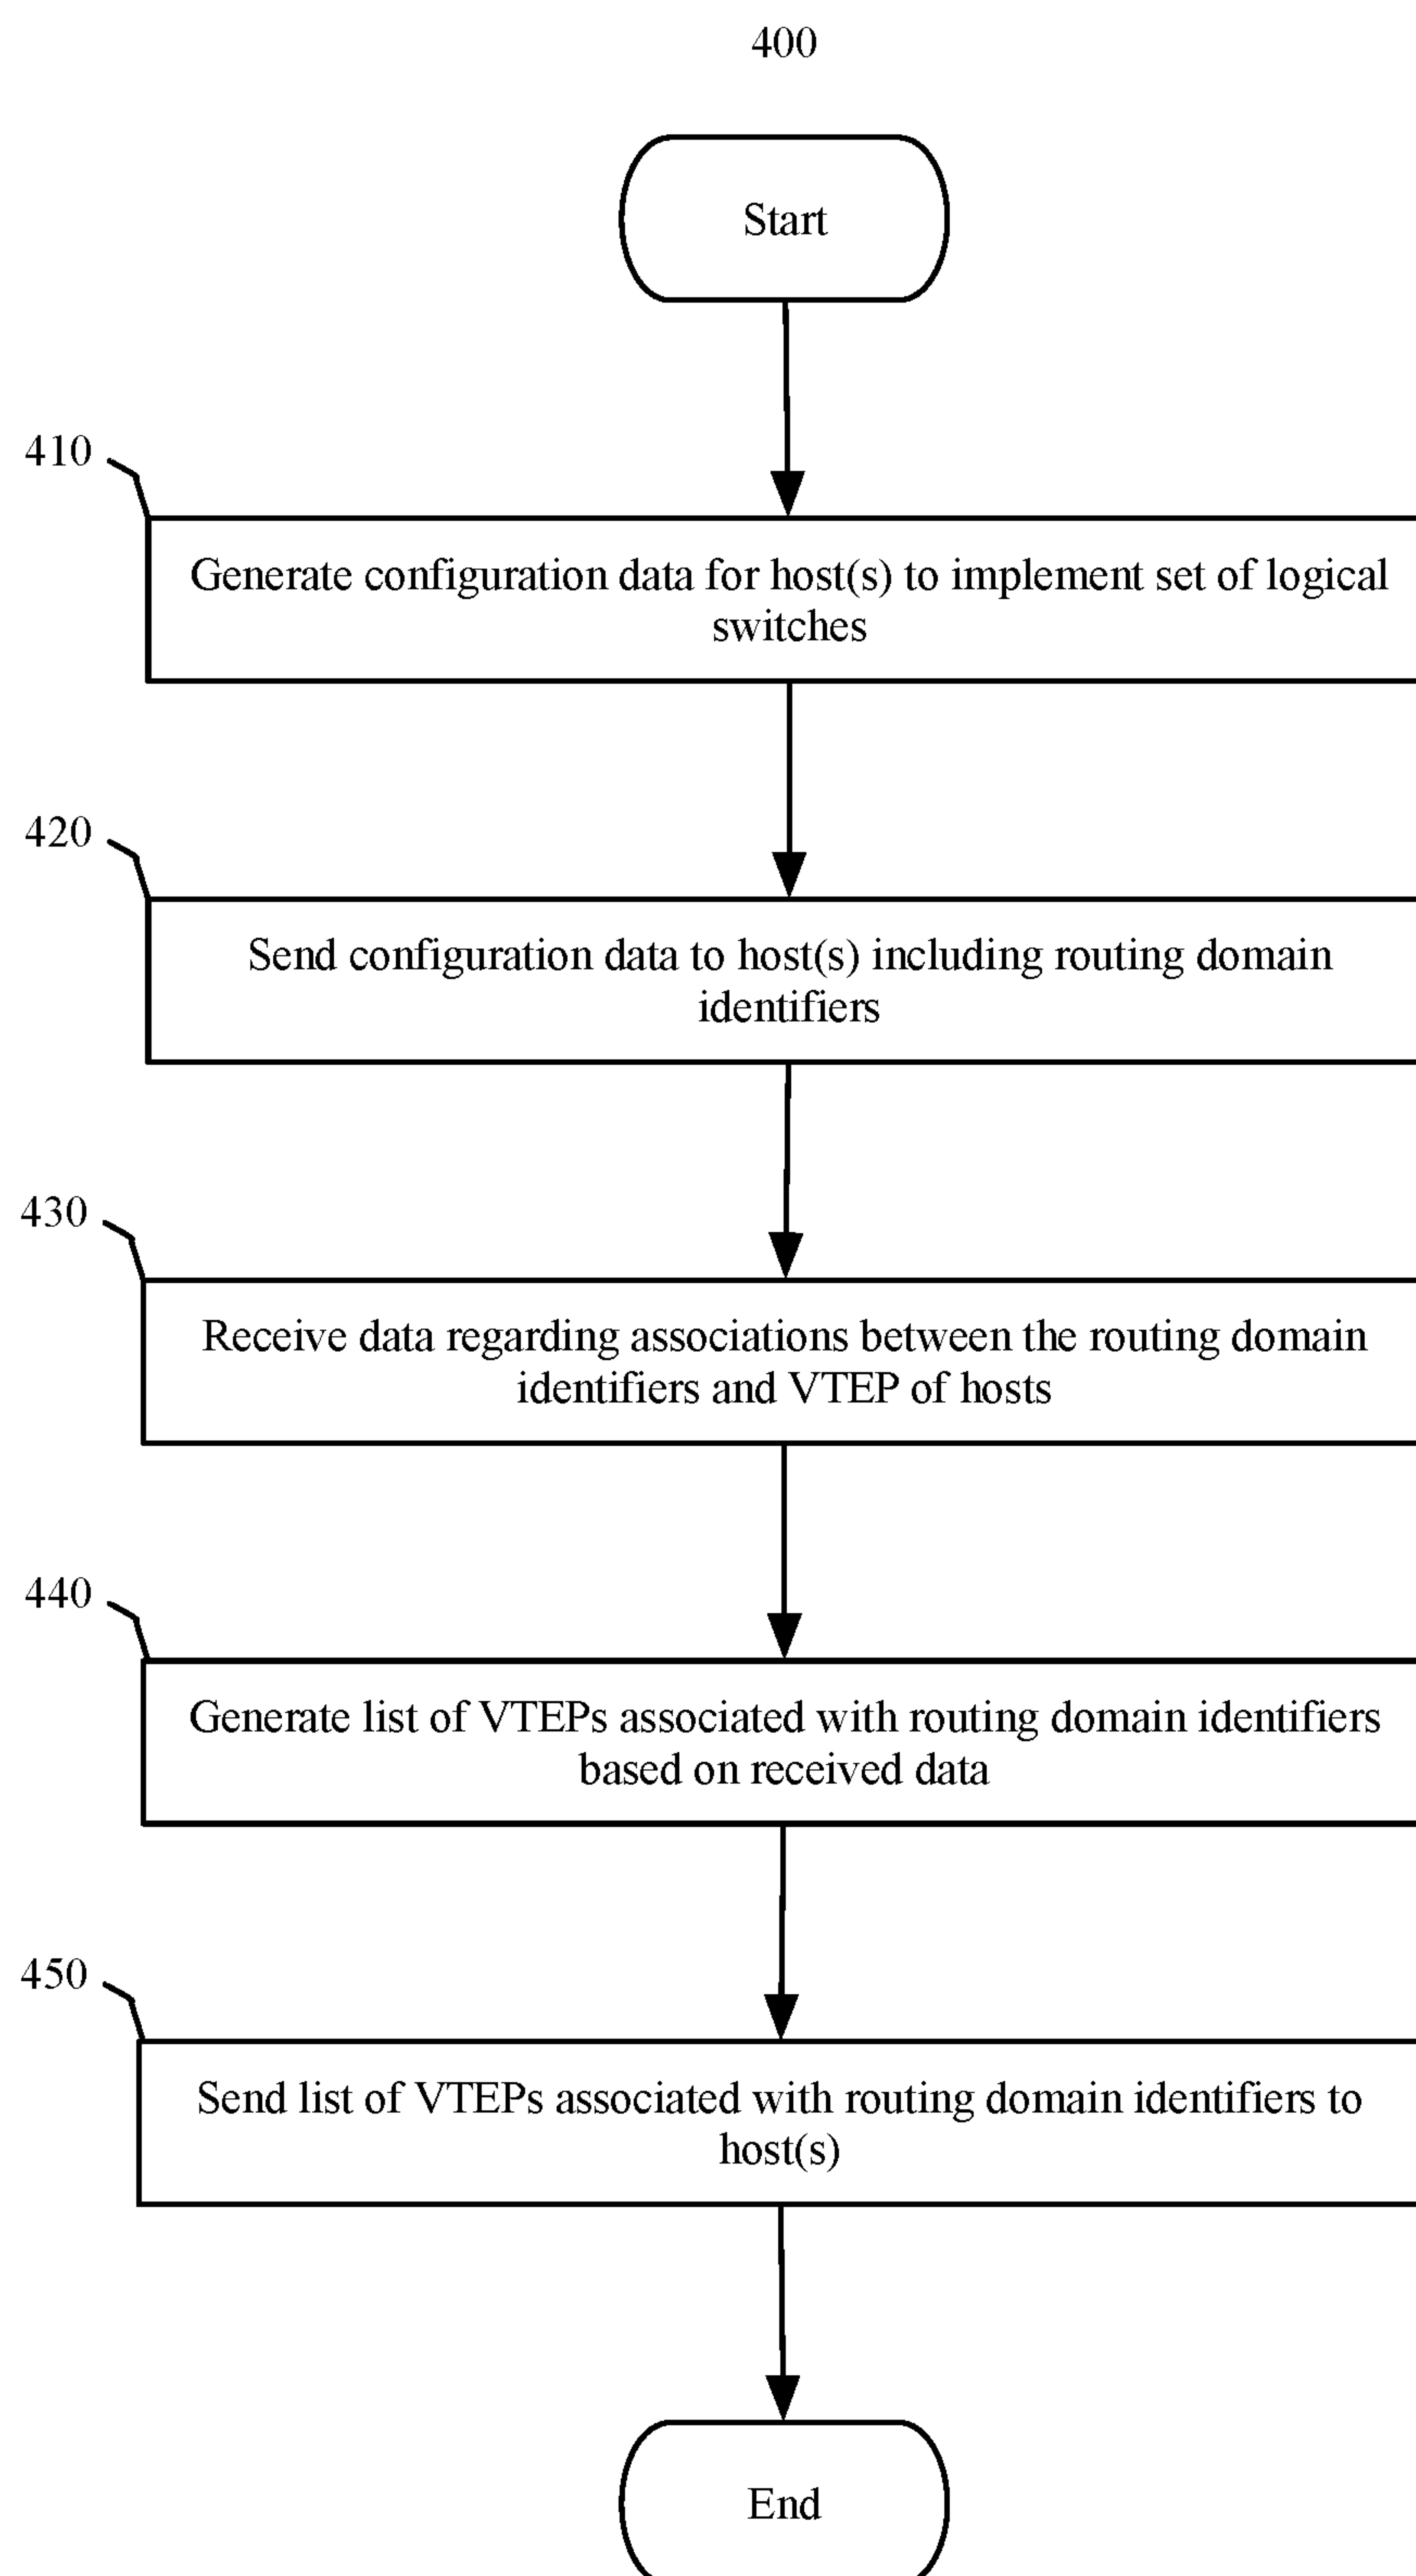 400
Start
410
Generate configuration data for host(s) to implement set of logical
switches
420
Send configuration data to host(s) including routing domain
identifiers
430
Receive data regarding associations between the routing domain
identifiers and VTEP of hosts
440
Generate list of VTEPs associated with routing domain identifiers
based on received data
450
Send list of VTEPs associated with routing domain identifiers to
host(s)
End